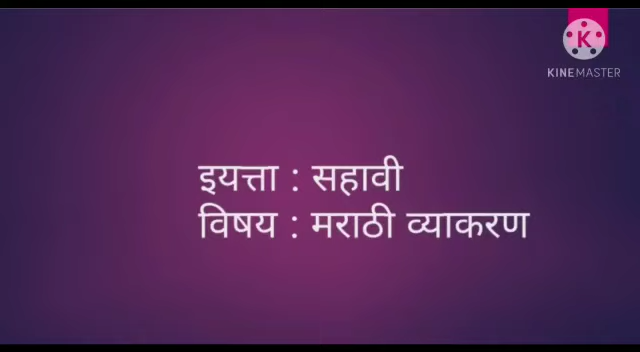 K
KINEMASTER
इयत्ता : सहावी
विषय : मराठी व्याकरण